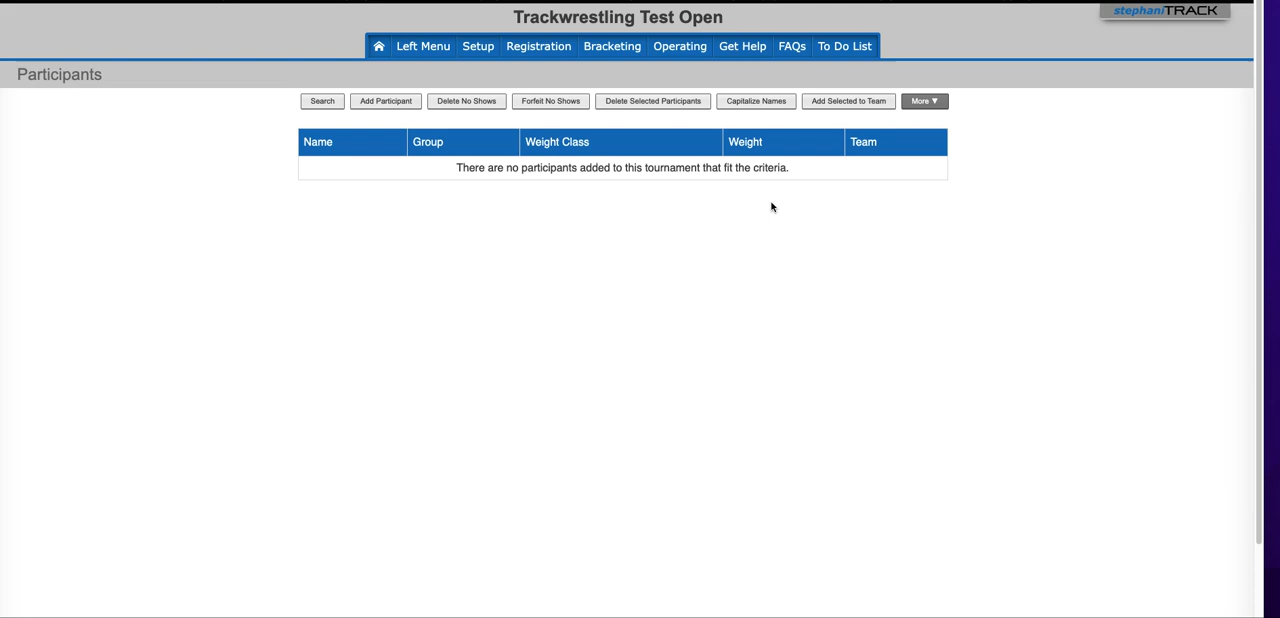 stephaniTRACK
Trackwrestling Test Open
Left Menu Setup Registration Bracketing Operating Get Help FAQs To Do List
Participants
Search Add Participant Delete No Shows Forfeit No Shows Delete Selected Participants Capitalize Names Add Selected to Team More ▼
Name Group Weight Class Weight Team
There are no participants added to this tournament that fit the criteria.